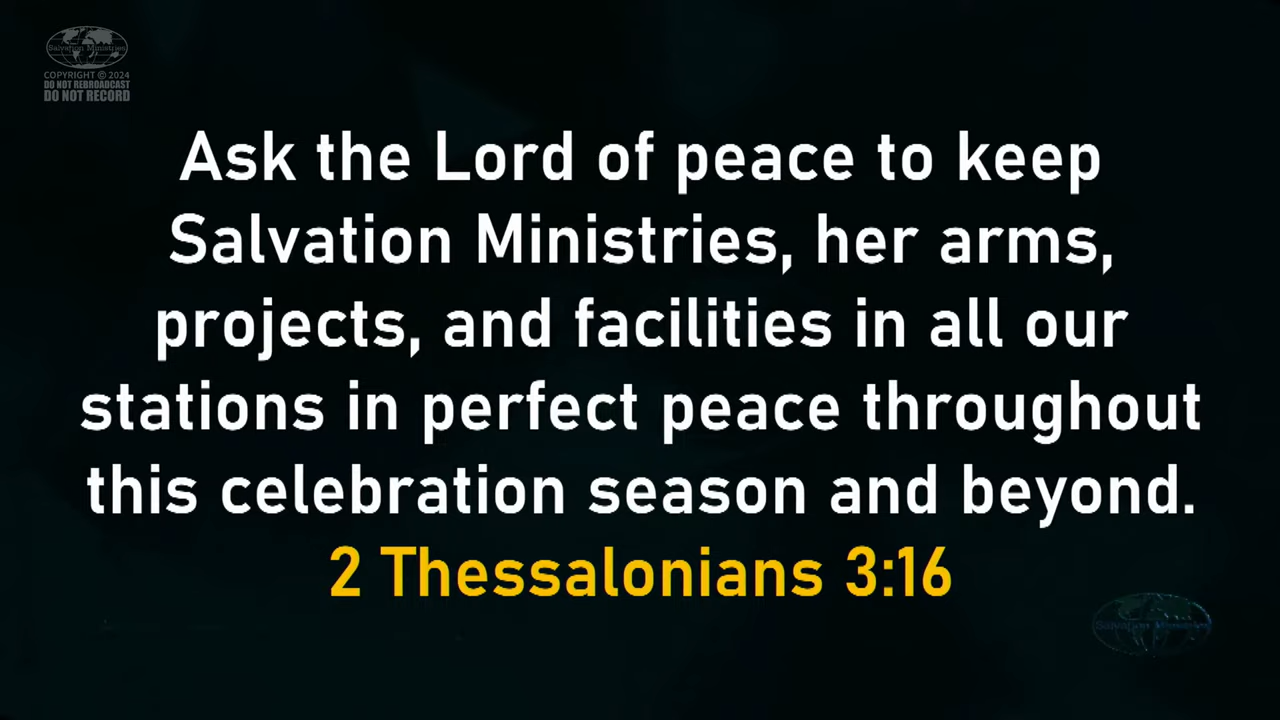 Salvation Ministries
COPYRIGHT © 2024
DO NOT REBROADCAST
DO NOT RECORD
Ask the Lord of peace to keep
Salvation Ministries, her arms,
projects, and facilities in all our
stations in perfect peace throughout
this celebration season and beyond.
2 Thessalonians 3:16
Salvation Ministries